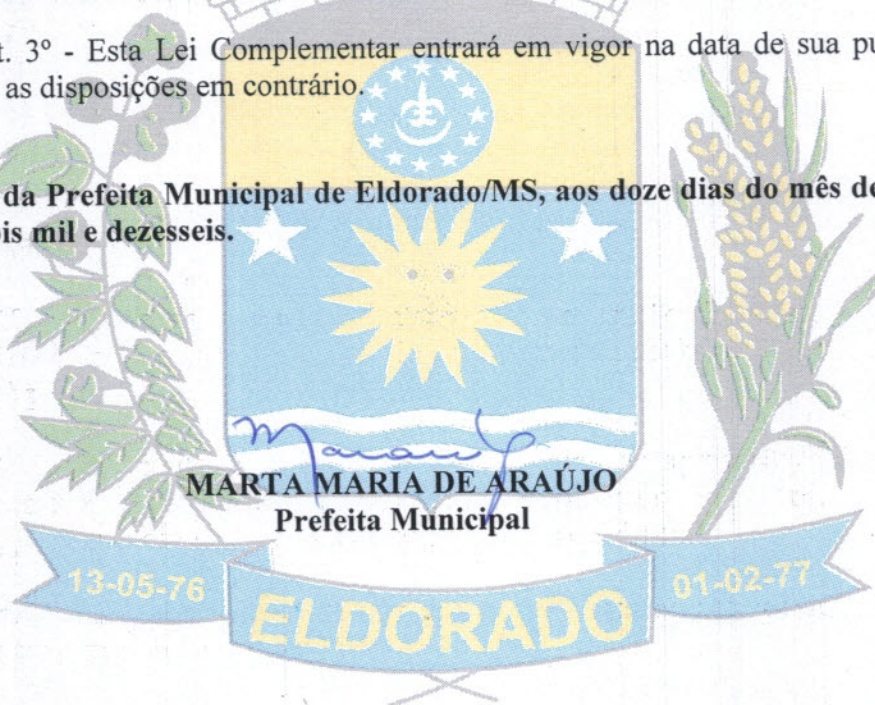 t. 3º - Esta Lei Complementar entrará em vigor na data de sua pu
as disposições em contrário.
da Prefeita Municipal de Eldorado/MS, aos doze dias do mês de
is mil e dezesseis.
MARTA MARIA DE ARAÚJO
Prefeita Municipal
13-05-76
ELDORADO
01-02-77